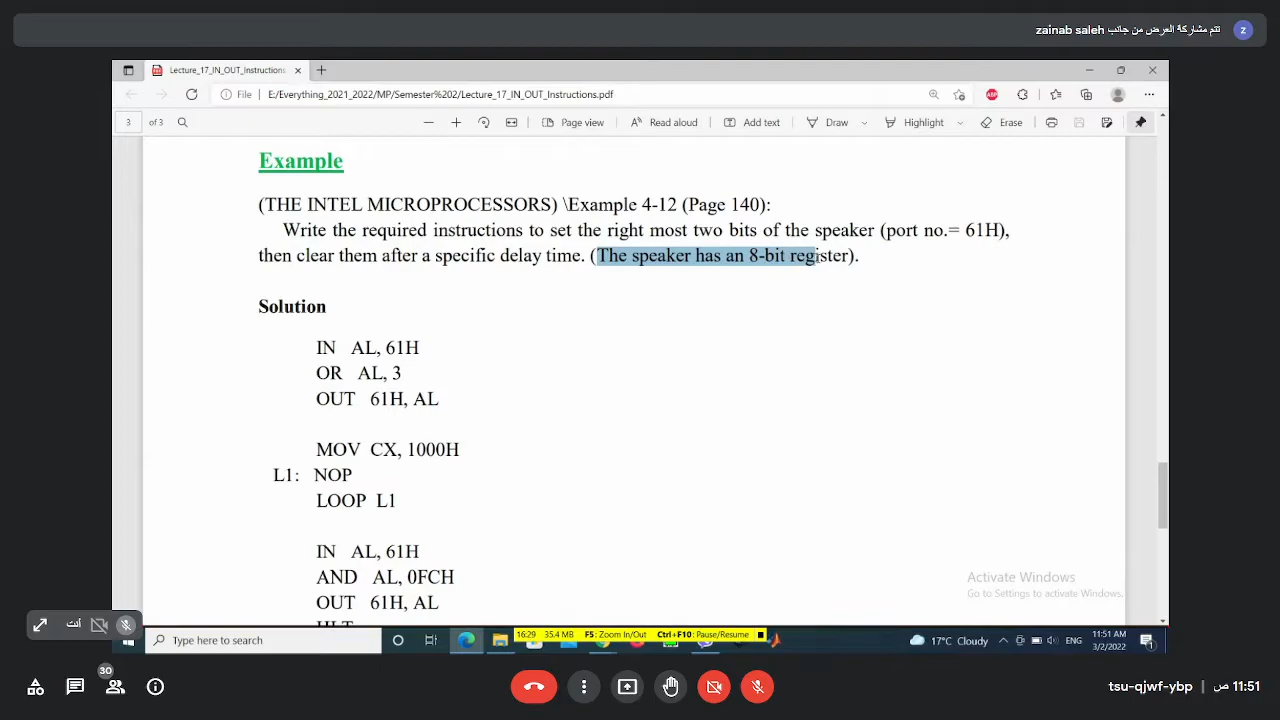 تتم مشاركة العرض من جانب zainab saleh
z
Lecture_17_IN_OUT_Instructions.
File
E:/Everything_2021_2022/MP/Semester%202/Lecture_17_IN_OUT_Instructions.pdf
ABP
3 of 3
Page view
Read aloud
Add text
Draw
Highlight
Erase
Example
(THE INTEL MICROPROCESSORS) \Example 4-12 (Page 140):
Write the required instructions to set the right most two bits of the speaker (port no.= 61H),
then clear them after a specific delay time. (The speaker has an 8-bit register).
Solution
IN AL, 61H
OR AL, 3
OUT 61H, AL
MOV CX, 1000H
L1: NOP
LOOP L1
IN AL, 61H
AND AL, 0FCH
OUT 61H, AL
HLT
Activate Windows
Go to Settings to activate Windows.
أنت
Type here to search
16:29 35.4 MB F5: Zoom In/Out Ctrl+F10: Pause/Resume
17°C Cloudy
ENG
11:51 AM
3/2/2022
30
tsu-qjwf-ybp | 11:51 ص